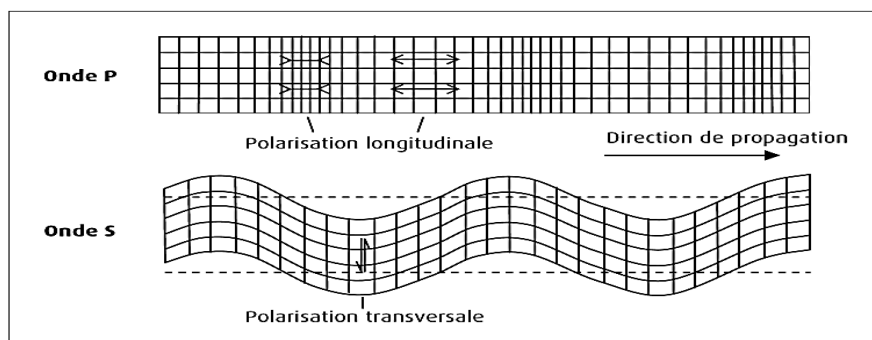 Onde P
Polarisation longitudinale
Direction de propagation
Onde S
Polarisation transversale